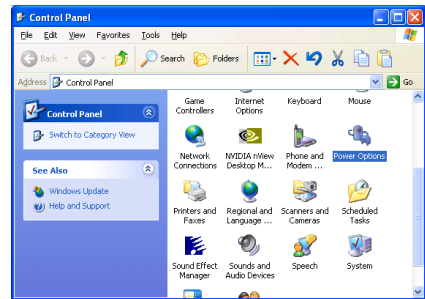 Control Panel
File Edit View Favorites Tools Help
Back Search Folders
Address Control Panel Go
Control Panel
Switch to Category View
See Also
Windows Update
Help and Support
Game Controllers
Internet Options
Keyboard
Mouse
Network Connections
NVIDIA nView Desktop M...
Phone and Modem ...
Power Options
Printers and Faxes
Regional and Language ...
Scanners and Cameras
Scheduled Tasks
Sound Effect Manager
Sounds and Audio Devices
Speech
System